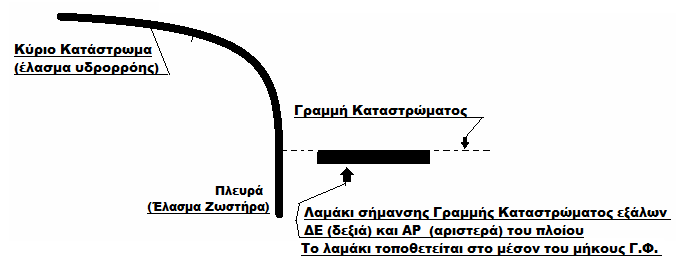 Κύριο Κατάστρωμα
(έλασμα υδρορρόης)
Γραμμή Καταστρώματος
Πλευρά
(Έλασμα Ζωστήρα)
Λαμάκι σήμανσης Γραμμής Καταστρώματος εξάλων
ΔΕ (δεξιά) και ΑΡ (αριστερά) του πλοίου
Το λαμάκι τοποθετείται στο μέσον του μήκους Γ.Φ.